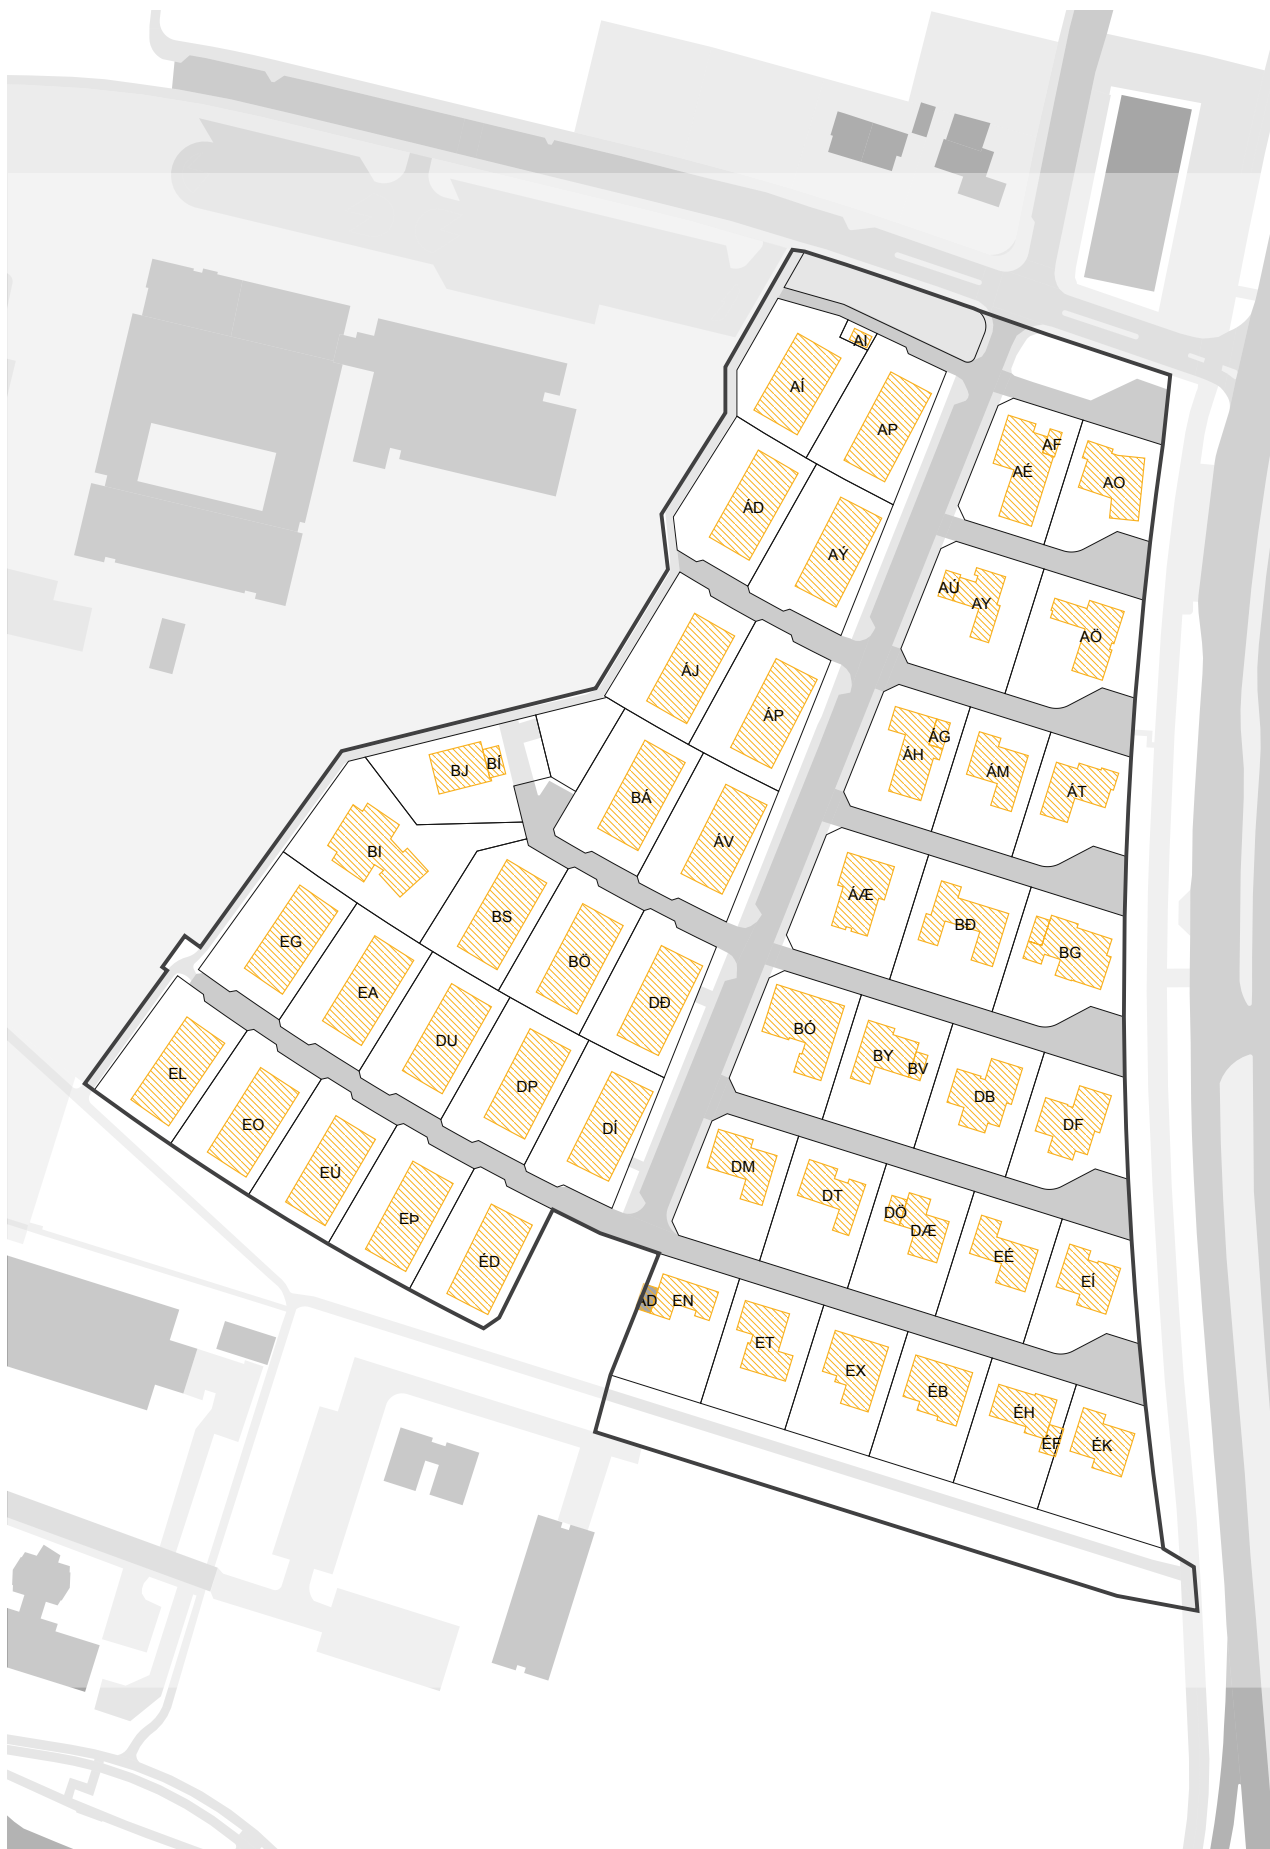 AI
AÍ
AP
AF
AÉ
AO
ÁD
AÝ
AÚ
AY
AÖ
ÁJ
ÁP
ÁG
ÁH
ÁM
ÁT
BÍ
BJ
BÁ
ÁV
BI
ÁÆ
BS
BÐ
EG
BG
BÖ
EA
DÐ
BÓ
DU
BY
BV
EL
DP
DB
EO
DÍ
DF
EÚ
DM
DT
DÖ
EÞ
DÆ
ÉD
EÉ
EÍ
EN
ET
EX
ÉB
ÉH
ÉF
ÉK